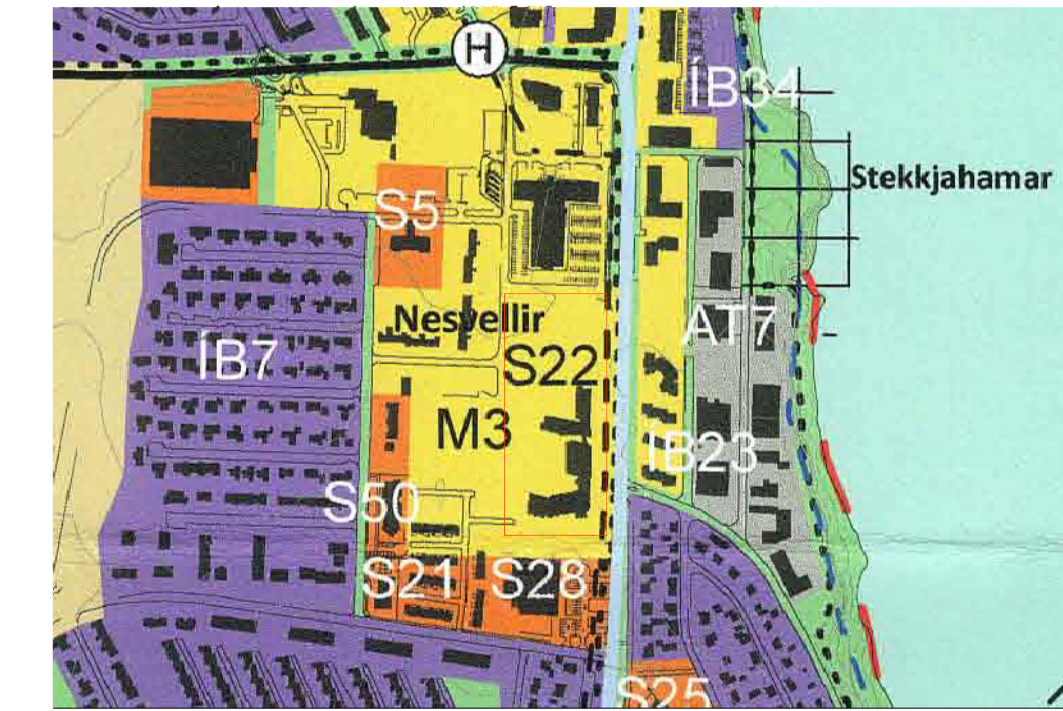 H
ÍB34
Stekkjahamar
S5
Nesvellir
AT7
ÍB7
S22
M3
ÍB23
S50
S21
S28
S25